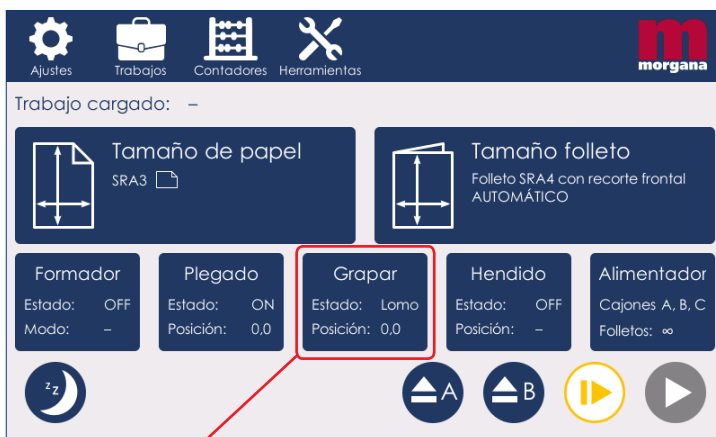 Ajustes
Trabajos
Contadores
Herramientas
morgana
Trabajo cargado: –
Tamaño de papel
SRA3
Tamaño folleto
Folleto SRA4 con recorte frontal
AUTOMÁTICO
Formador
Estado: OFF
Modo: –
Plegado
Estado: ON
Posición: 0,0
Grapar
Estado: Lomo
Posición: 0,0
Hendido
Estado: OFF
Posición: –
Alimentador
Cajones A, B, C
Folletos: ∞
z z
A
B